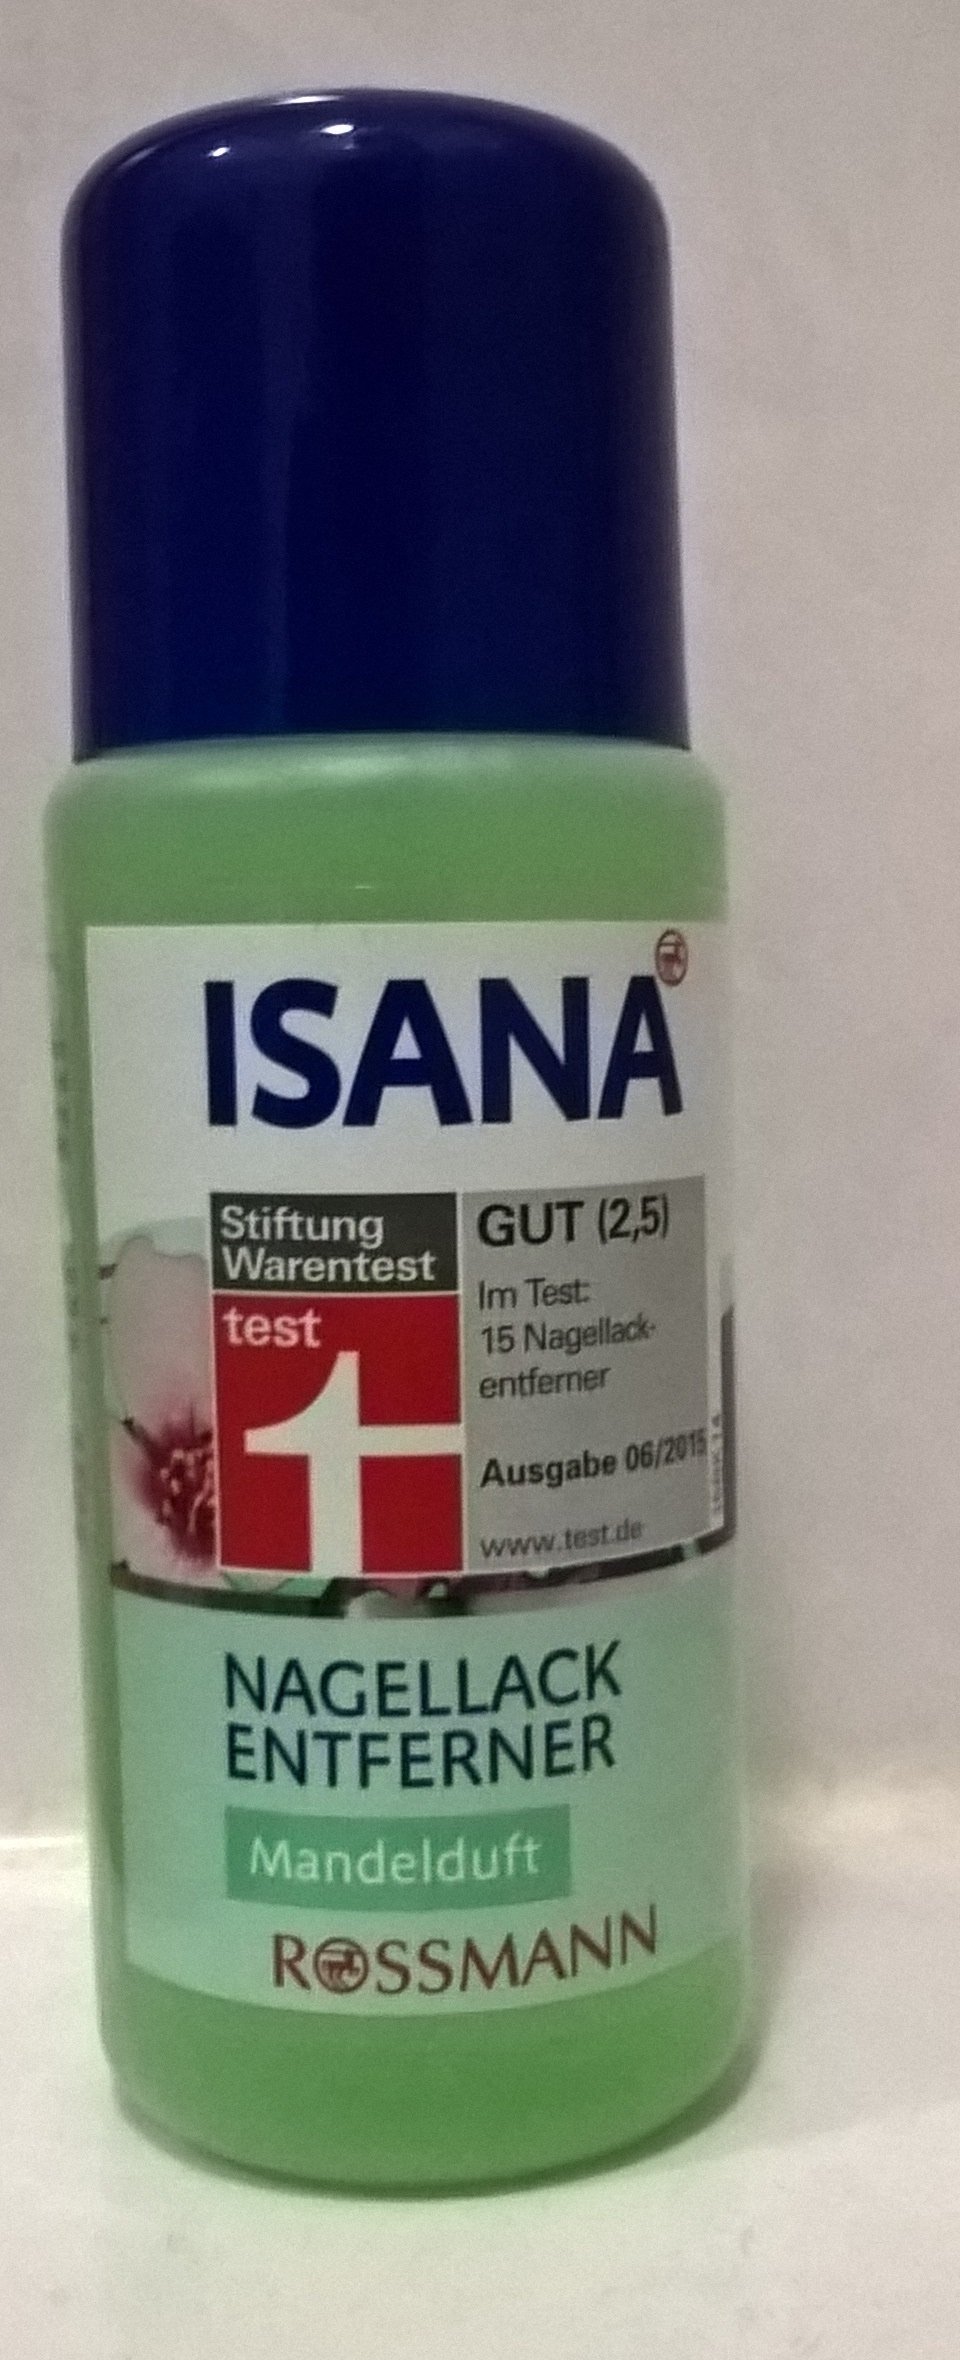 ISANA
Stiftung
Warentest
test
GUT (2,5)
Im Test:
15 Nagellack-
entferner
Ausgabe 06/2015
www.test.de
NAGELLACK
ENTFERNER
Mandelduft
ROSSMANN